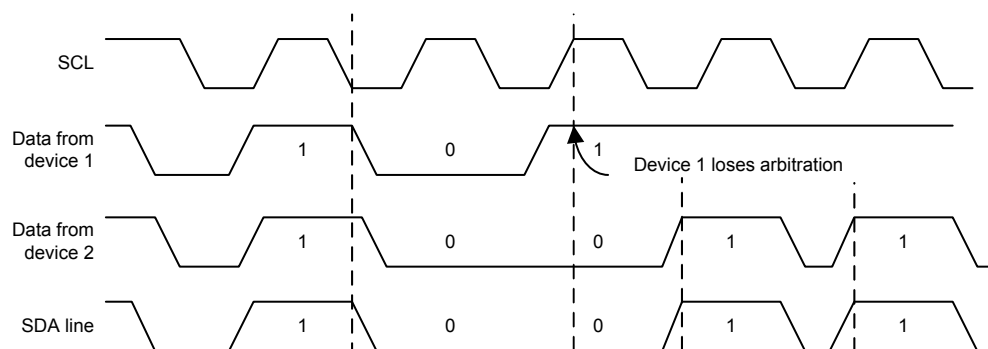 SCL
Data from
device 1
1 0 1
Device 1 loses arbitration
Data from
device 2
1 0 0 1 1
SDA line
1 0 0 1 1